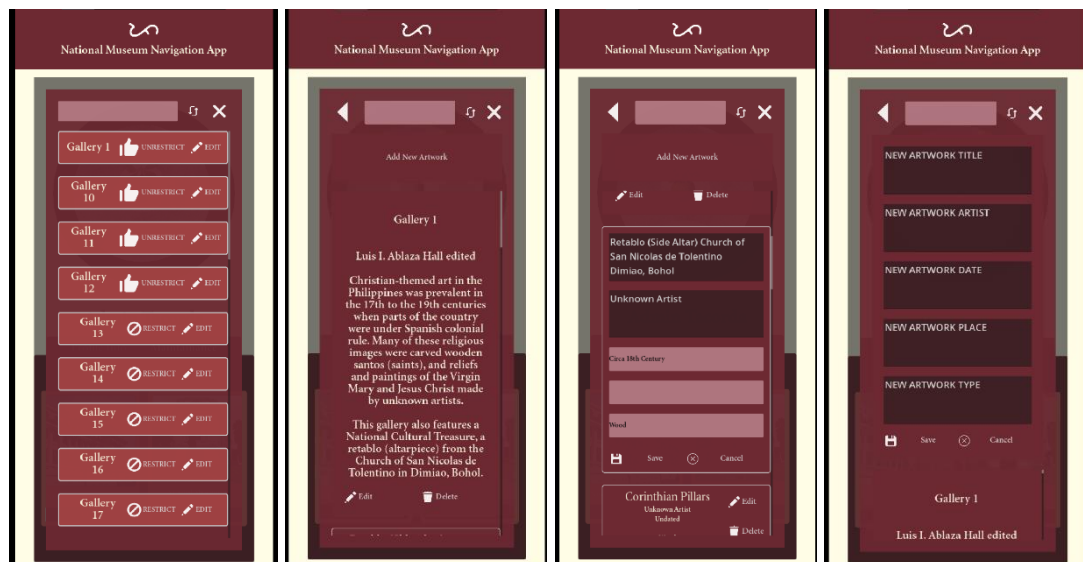 National Museum Navigation App
Gallery 1
UNRESTRICT
EDIT
Gallery
10
UNRESTRICT
EDIT
Gallery
11
UNRESTRICT
EDIT
Gallery
12
UNRESTRICT
EDIT
Gallery
13
RESTRICT
EDIT
Gallery
14
RESTRICT
EDIT
Gallery
15
RESTRICT
EDIT
Gallery
16
RESTRICT
EDIT
Gallery
17
RESTRICT
EDIT
National Museum Navigation App
Add New Artwork
Gallery 1
Luis I. Ablaza Hall edited
Christian-themed art in the
Philippines was prevalent in
the 17th to the 19th centuries
when parts of the country
were under Spanish colonial
rule. Many of these religious
images were carved wooden
santos (saints), and reliefs
and paintings of the Virgin
Mary and Jesus Christ made
by unknown artists.
This gallery also features a
National Cultural Treasure, a
retablo (altarpiece) from the
Church of San Nicolas de
Tolentino in Dimiao, Bohol.
Edit
Delete
National Museum Navigation App
Add New Artwork
Edit
Delete
Retablo (Side Altar) Church of
San Nicolas de Tolentino
Dimiao, Bohol
Unknown Artist
Circa 18th Century
Wood
Save
Cancel
Corinthian Pillars
Unknown Artist
Undated
Edit
Delete
National Museum Navigation App
NEW ARTWORK TITLE
NEW ARTWORK ARTIST
NEW ARTWORK DATE
NEW ARTWORK PLACE
NEW ARTWORK TYPE
Save
Cancel
Gallery 1
Luis I. Ablaza Hall edited